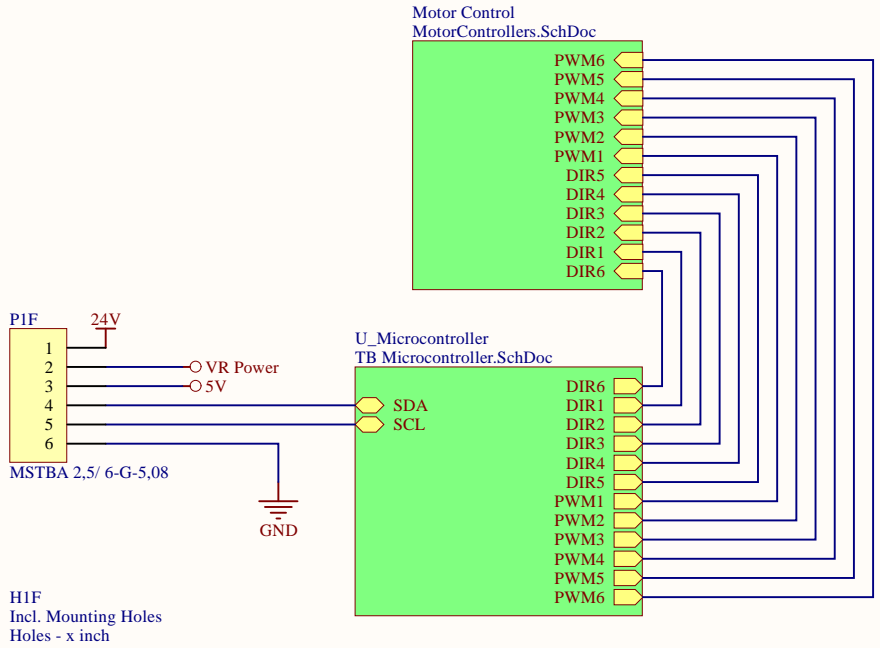 Motor Control
MotorControllers.SchDoc
PWM6
PWM5
PWM4
PWM3
PWM2
PWM1
DIR5
DIR4
DIR3
DIR2
DIR1
DIR6
P1F
24V
1
2
3
4
5
6
VR Power
5V
MSTBA 2,5/ 6-G-5,08
GND
U_Microcontroller
TB Microcontroller.SchDoc
SDA
SCL
DIR6
DIR1
DIR2
DIR3
DIR4
DIR5
PWM1
PWM2
PWM3
PWM4
PWM5
PWM6
H1F
Incl. Mounting Holes
Holes - x inch